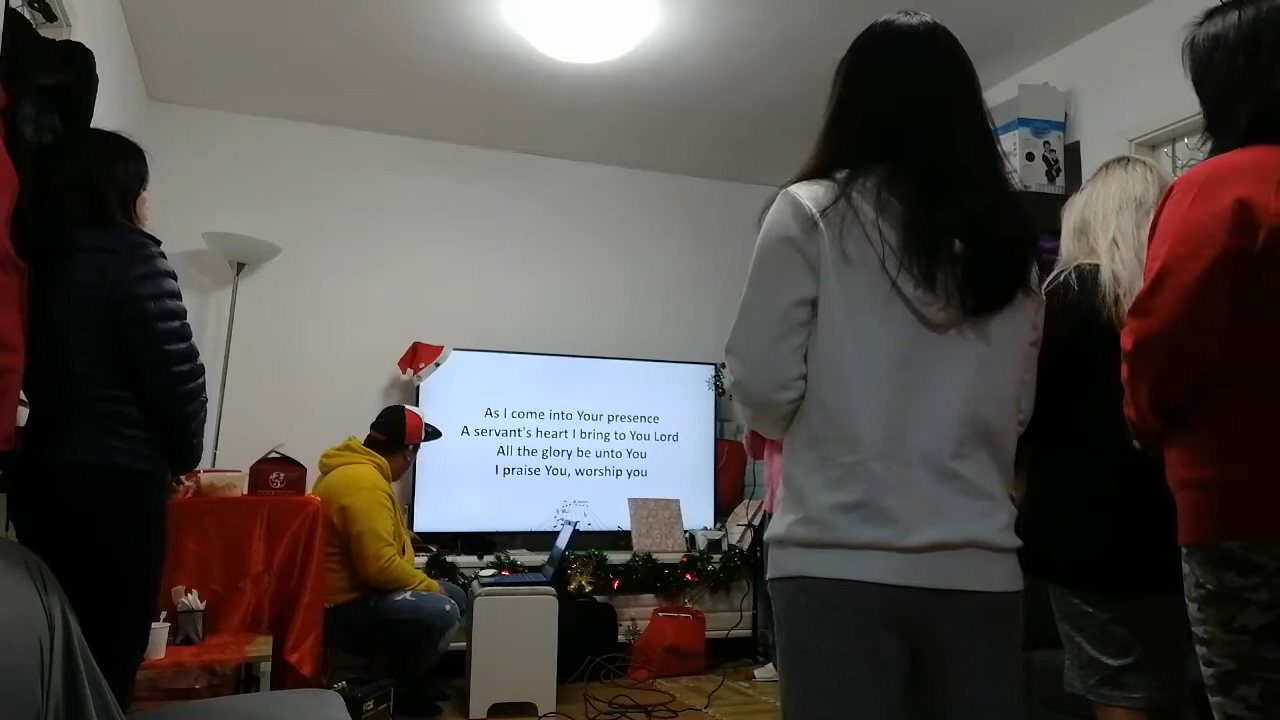 As I come into Your presence
A servant's heart I bring to You Lord
All the glory be unto You
I praise You, worship you